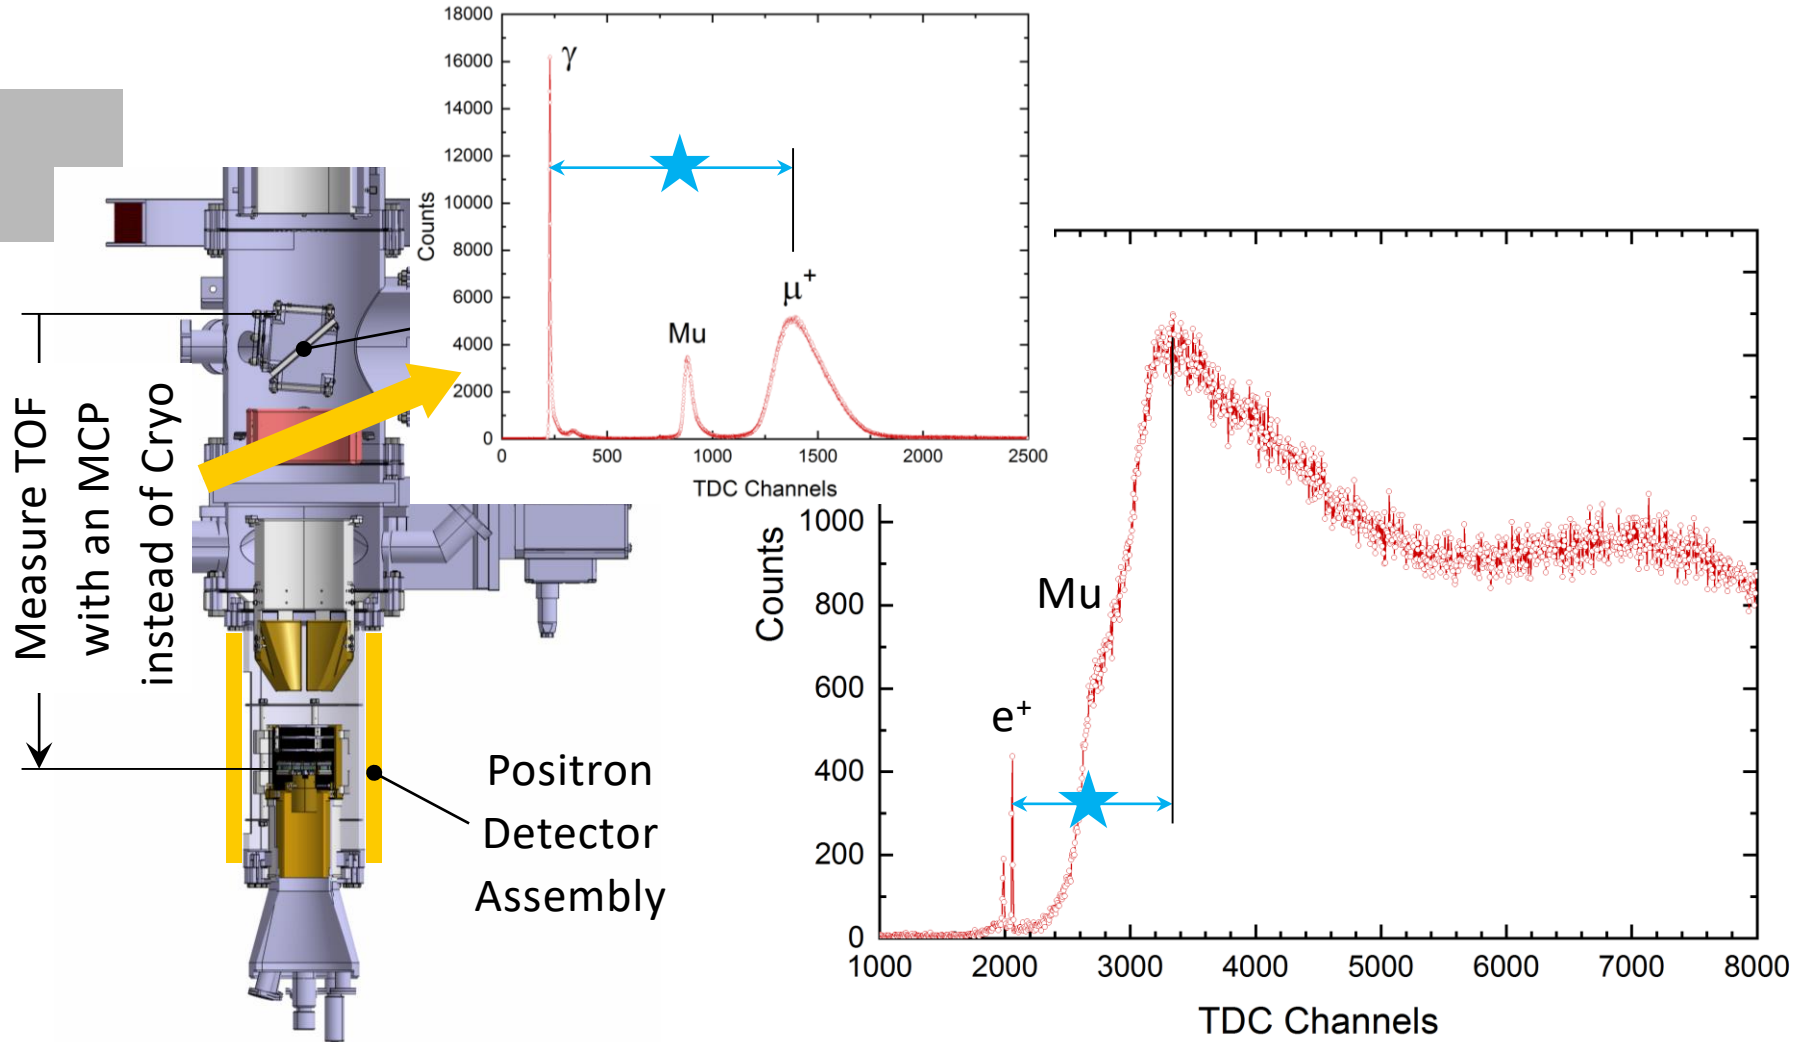 Measure TOF
with an MCP
instead of Cryo
18000
16000
14000
12000
10000
8000
6000
4000
2000
0
Counts
γ
Mu
μ+
0
500
1000
1500
2000
2500
TDC Channels
Positron
Detector
Assembly
1000
800
600
400
200
0
Counts
Mu
e+
1000
2000
3000
4000
5000
6000
7000
8000
TDC Channels